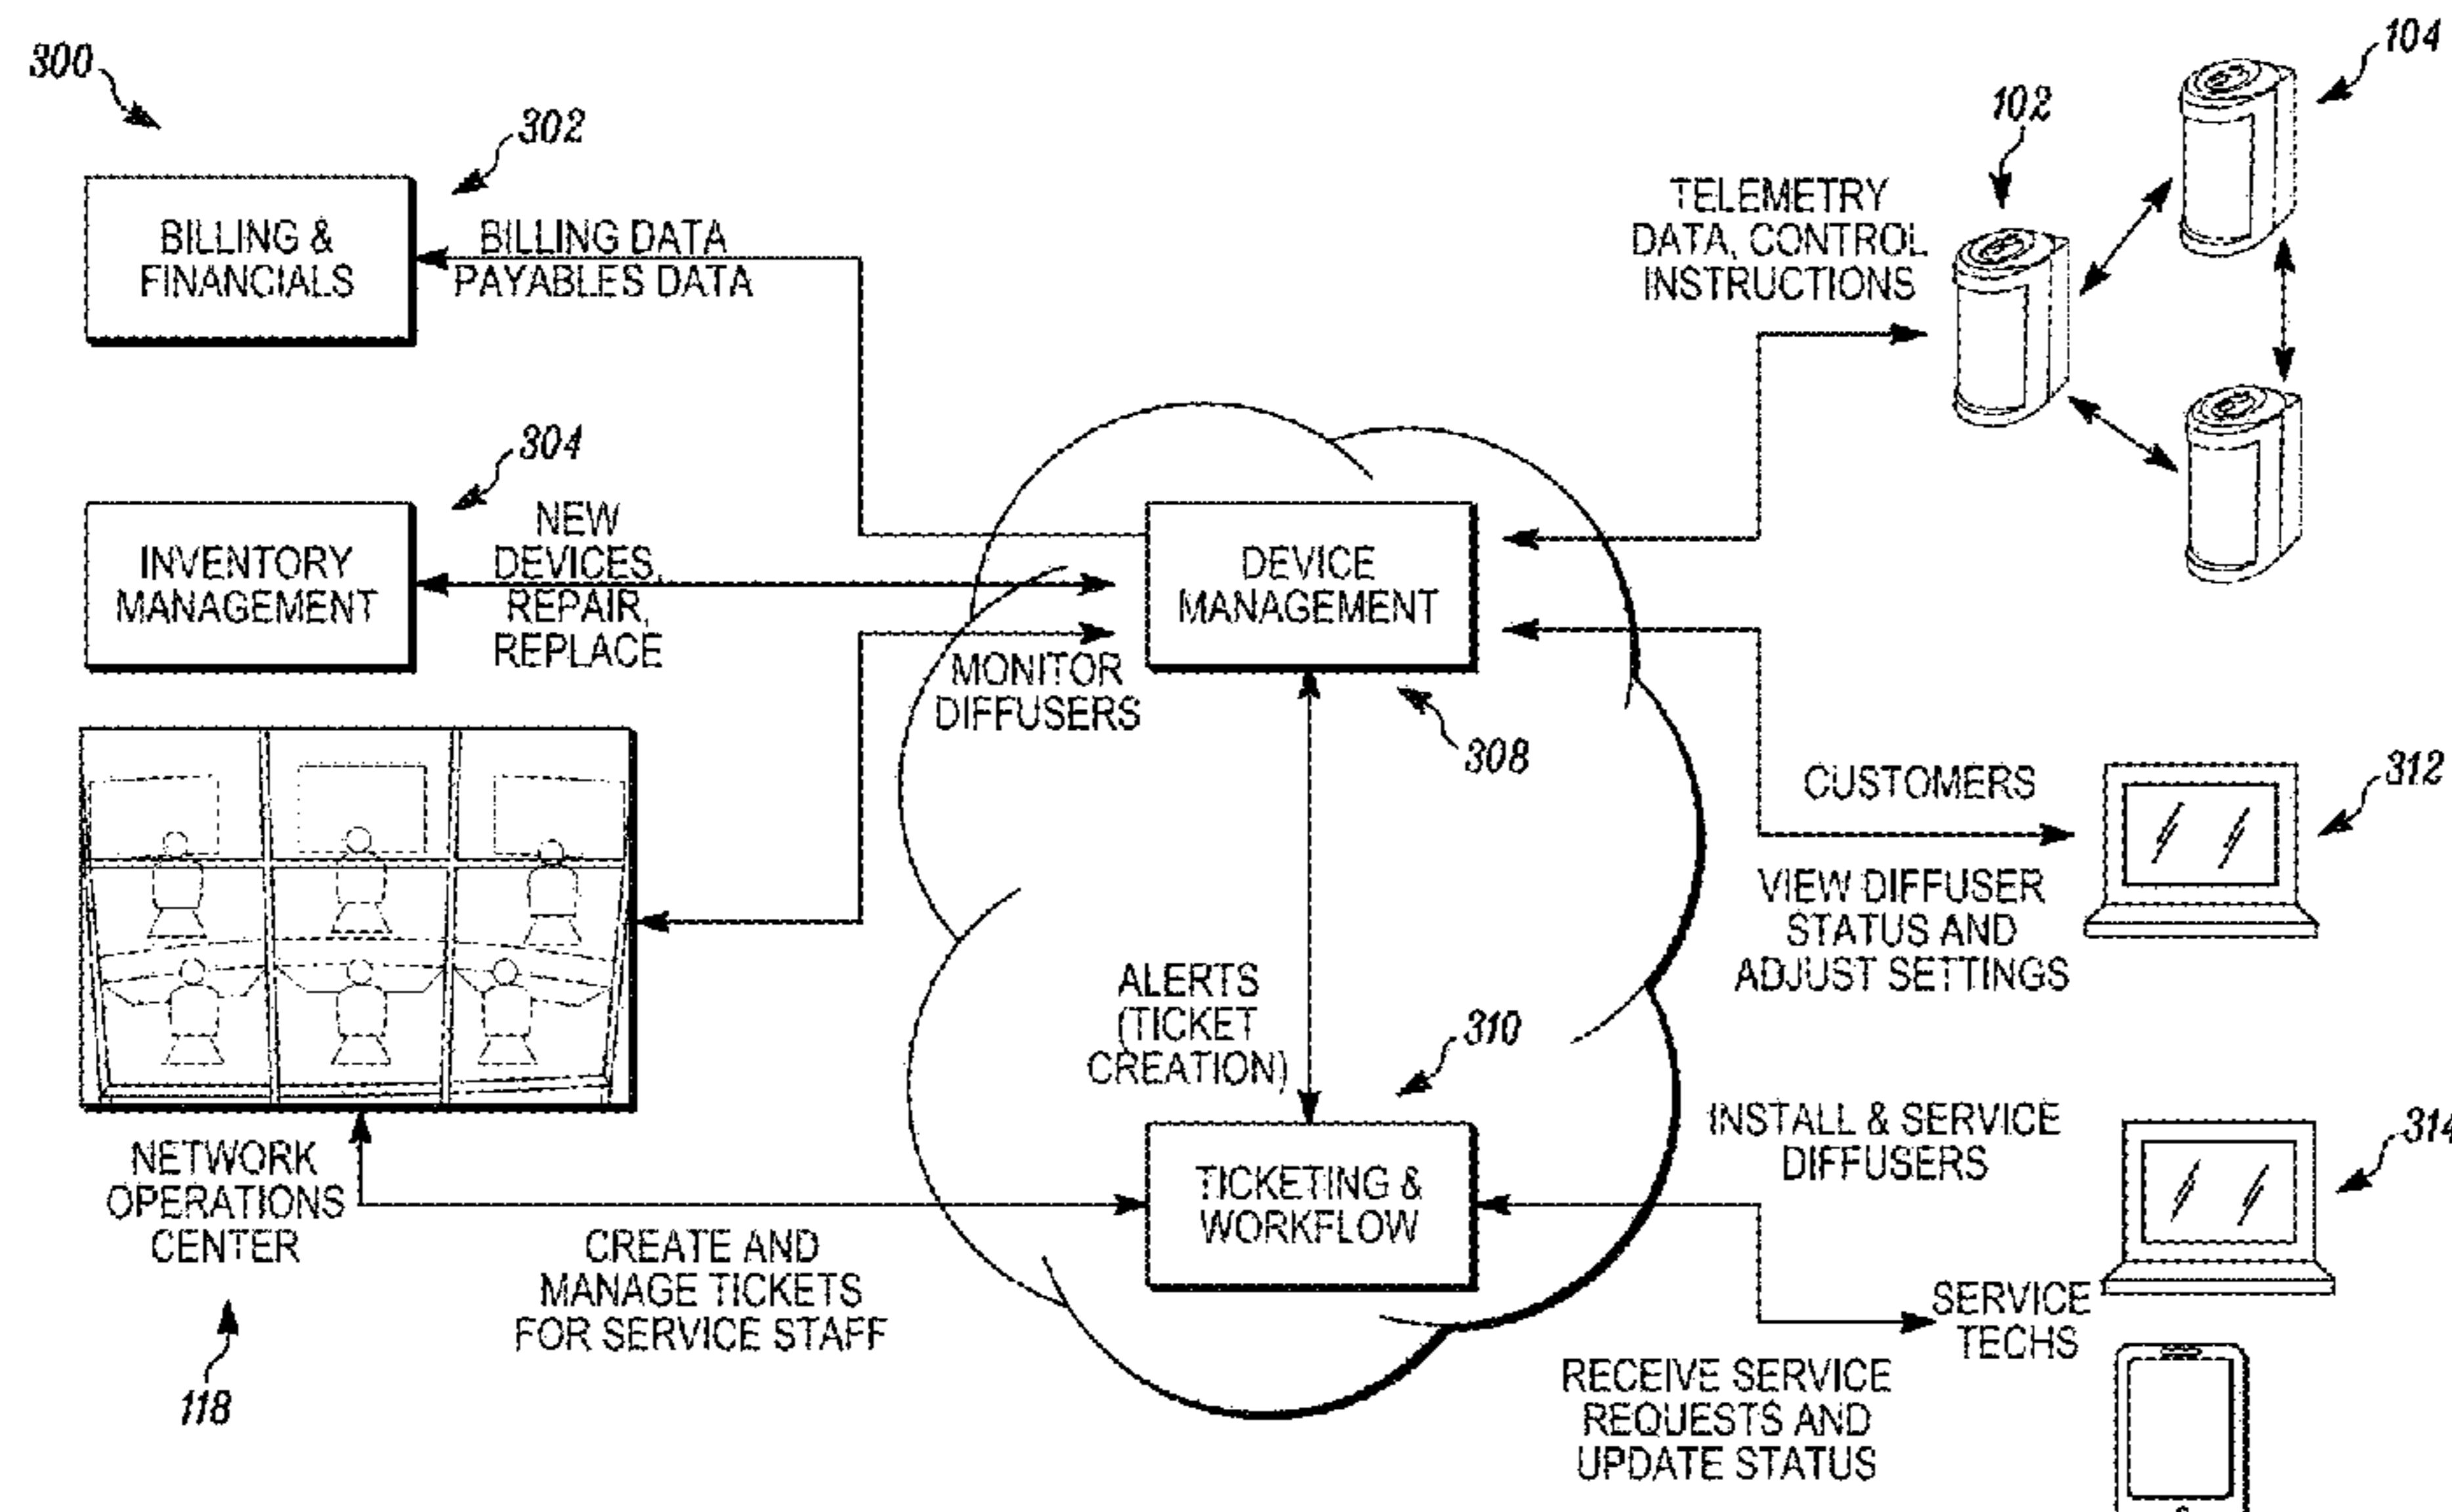 300
302
BILLING &
FINANCIALS
BILLING DATA
PAYABLES DATA
104
102
TELEMETRY
DATA, CONTROL
INSTRUCTIONS
304
INVENTORY
MANAGEMENT
NEW
DEVICES,
REPAIR,
REPLACE
DEVICE
MANAGEMENT
308
MONITOR
DIFFUSERS
CUSTOMERS
312
VIEW DIFFUSER
STATUS AND
ADJUST SETTINGS
ALERTS
(TICKET
CREATION)
310
NETWORK
OPERATIONS
CENTER
118
CREATE AND
MANAGE TICKETS
FOR SERVICE STAFF
TICKETING &
WORKFLOW
INSTALL & SERVICE
DIFFUSERS
314
SERVICE
TECHS
RECEIVE SERVICE
REQUESTS AND
UPDATE STATUS